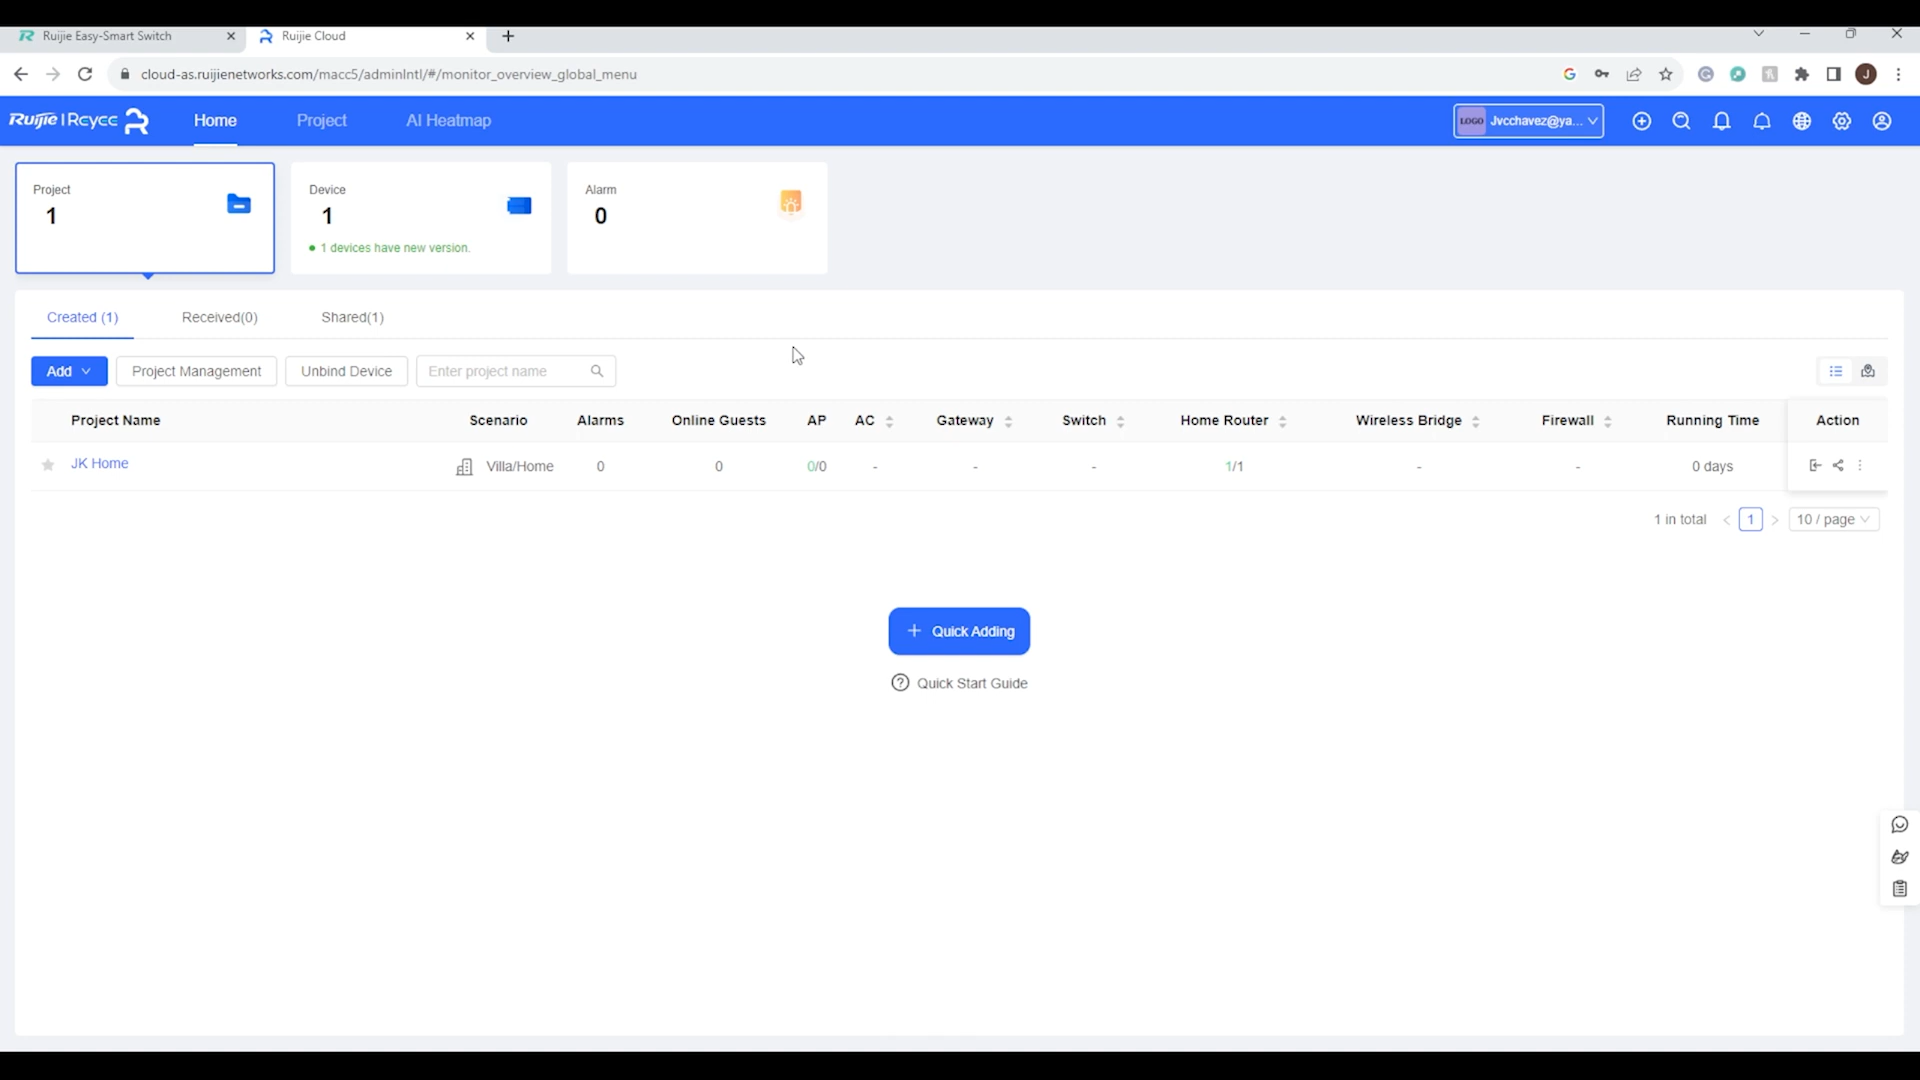 Ruijie Easy-Smart Switch
Ruijie Cloud
cloud-as.ruijienetworks.com/macc5/adminIntl/#/monitor_overview_global_menu
J
Ruijie | Reyee
Home
Project
AI Heatmap
LOGO
Jvcchavez@ya...
Project
1
Device
1
1 devices have new version.
Alarm
0
Created (1)
Received(0)
Shared(1)
Add
Project Management
Unbind Device
Enter project name
Project Name
Scenario
Alarms
Online Guests
AP
AC
Gateway
Switch
Home Router
Wireless Bridge
Firewall
Running Time
Action
JK Home
Villa/Home
0
0
0/0
-
-
-
1/1
-
-
0 days
1 in total
<
1
>
10 / page
+ Quick Adding
Quick Start Guide